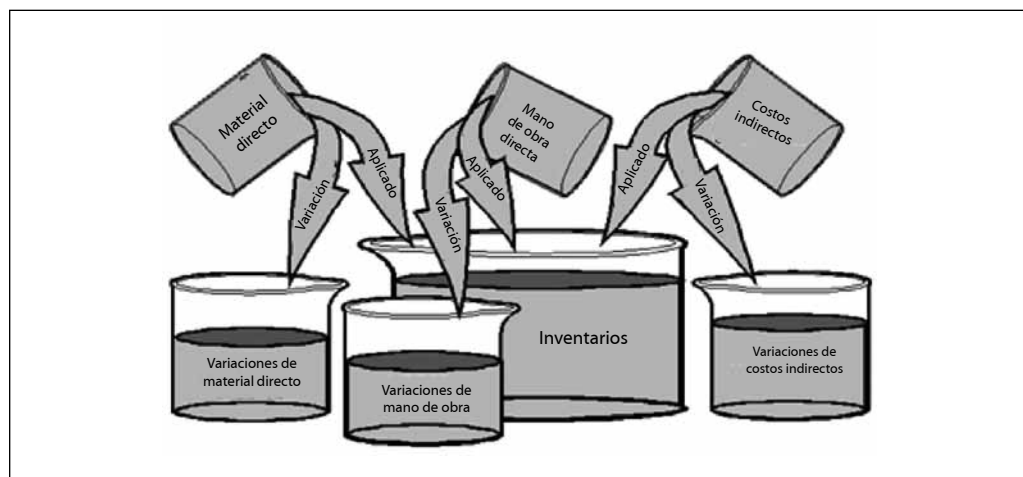 Material
directo
Variación
Aplicado
Mano
de obra
directa
Variación
Aplicado
Costos
indirectos
Aplicado
Variación
Inventarios
Variaciones de
material directo
Variaciones de
mano de obra
Variaciones de
costos indirectos